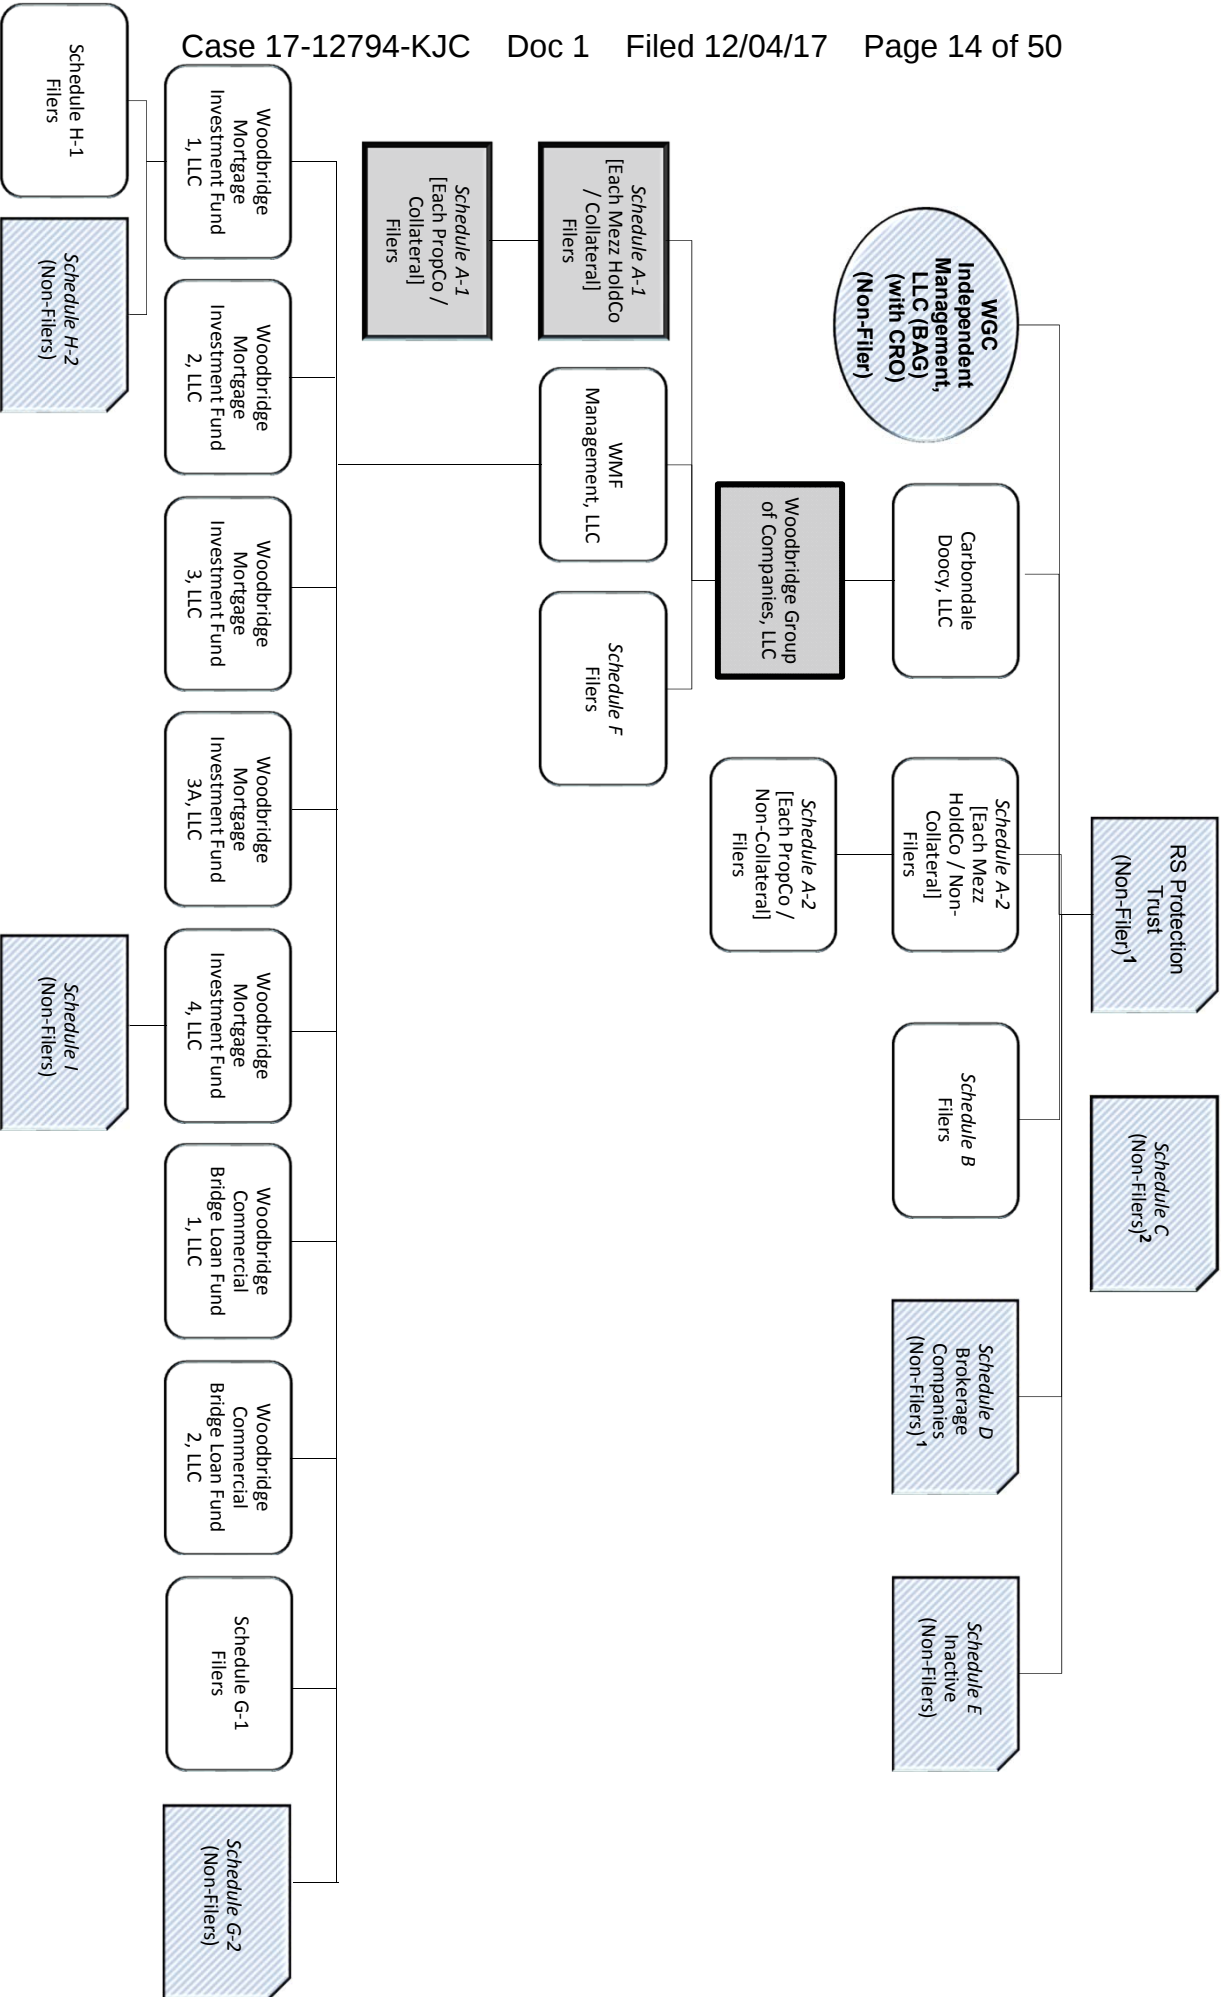 Case 17-12794-KJC Doc 1 Filed 12/04/17 Page 14 of 50
RS Protection
Trust
(Non-Filer)¹
Schedule C
(Non-Filers)²
WGC
Independent
Management,
LLC (BAG)
(with CRO)
(Non-Filer)
Carbondale
Doocy, LLC
Schedule A-2
[Each Mezz
HoldCo / Non-
Collateral]
Filers
Schedule B
Filers
Schedule D
Brokerage
Companies
(Non-Filers) ¹
Schedule E
Inactive
(Non-Filers)
Woodbridge Group
of Companies, LLC
Schedule A-2
[Each PropCo /
Non-Collateral]
Filers
Schedule A-1
[Each Mezz HoldCo
/ Collateral]
Filers
WMF
Management, LLC
Schedule F
Filers
Schedule A-1
[Each PropCo /
Collateral]
Filers
Woodbridge
Mortgage
Investment Fund
1, LLC
Woodbridge
Mortgage
Investment Fund
2, LLC
Woodbridge
Mortgage
Investment Fund
3, LLC
Woodbridge
Mortgage
Investment Fund
3A, LLC
Woodbridge
Mortgage
Investment Fund
4, LLC
Woodbridge
Commercial
Bridge Loan Fund
1, LLC
Woodbridge
Commercial
Bridge Loan Fund
2, LLC
Schedule G-1
Filers
Schedule G-2
(Non-Filers)
Schedule H-1
Filers
Schedule H-2
(Non-Filers)
Schedule I
(Non-Filers)